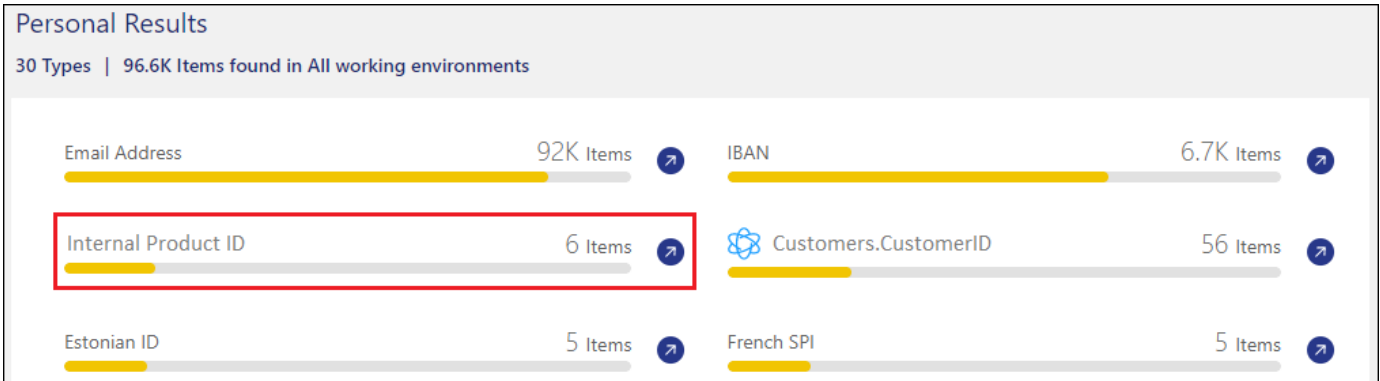 Personal Results
30 Types | 96.6K Items found in All working environments
Email Address 92K Items
IBAN 6.7K Items
Internal Product ID 6 Items
Customers.CustomerID 56 Items
Estonian ID 5 Items
French SPI 5 Items